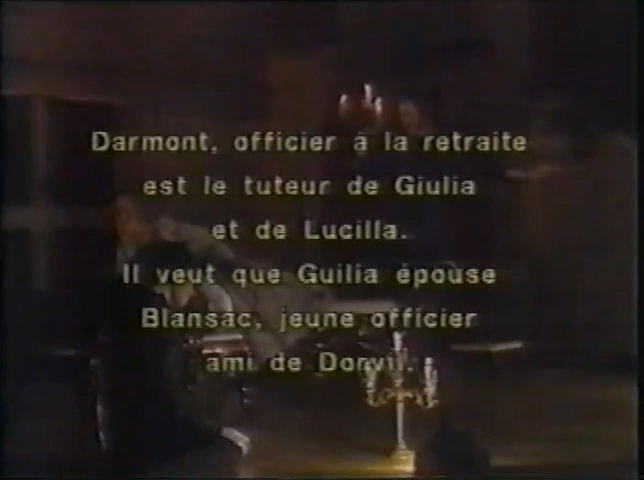 Darmont, officier à la retraite
est le tuteur de Giulia
et de Lucilla.
Il veut que Guilia épouse
Blansac, jeune officier
ami de Dorvil.